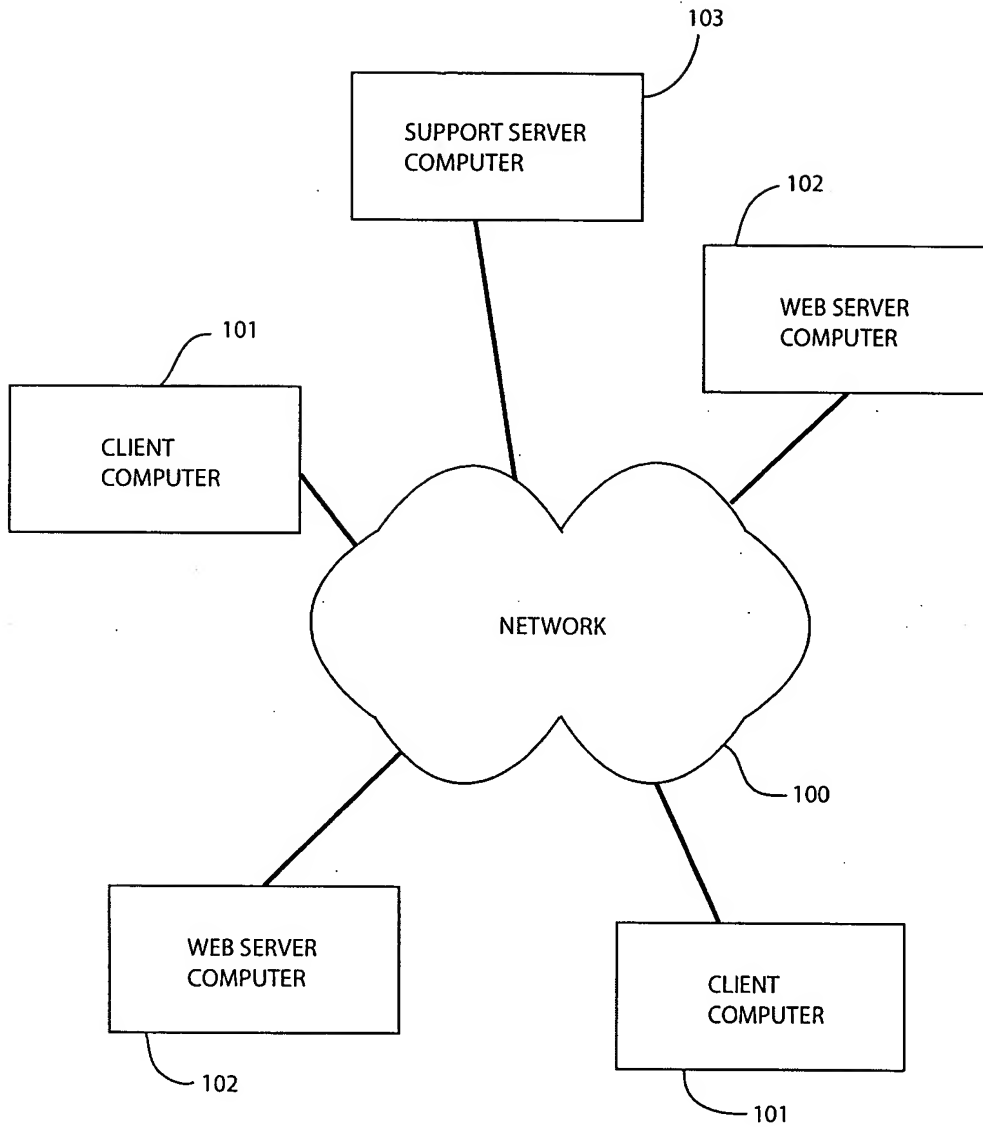 103
SUPPORT SERVER
COMPUTER
102
WEB SERVER
COMPUTER
101
CLIENT
COMPUTER
NETWORK
100
WEB SERVER
COMPUTER
102
CLIENT
COMPUTER
101